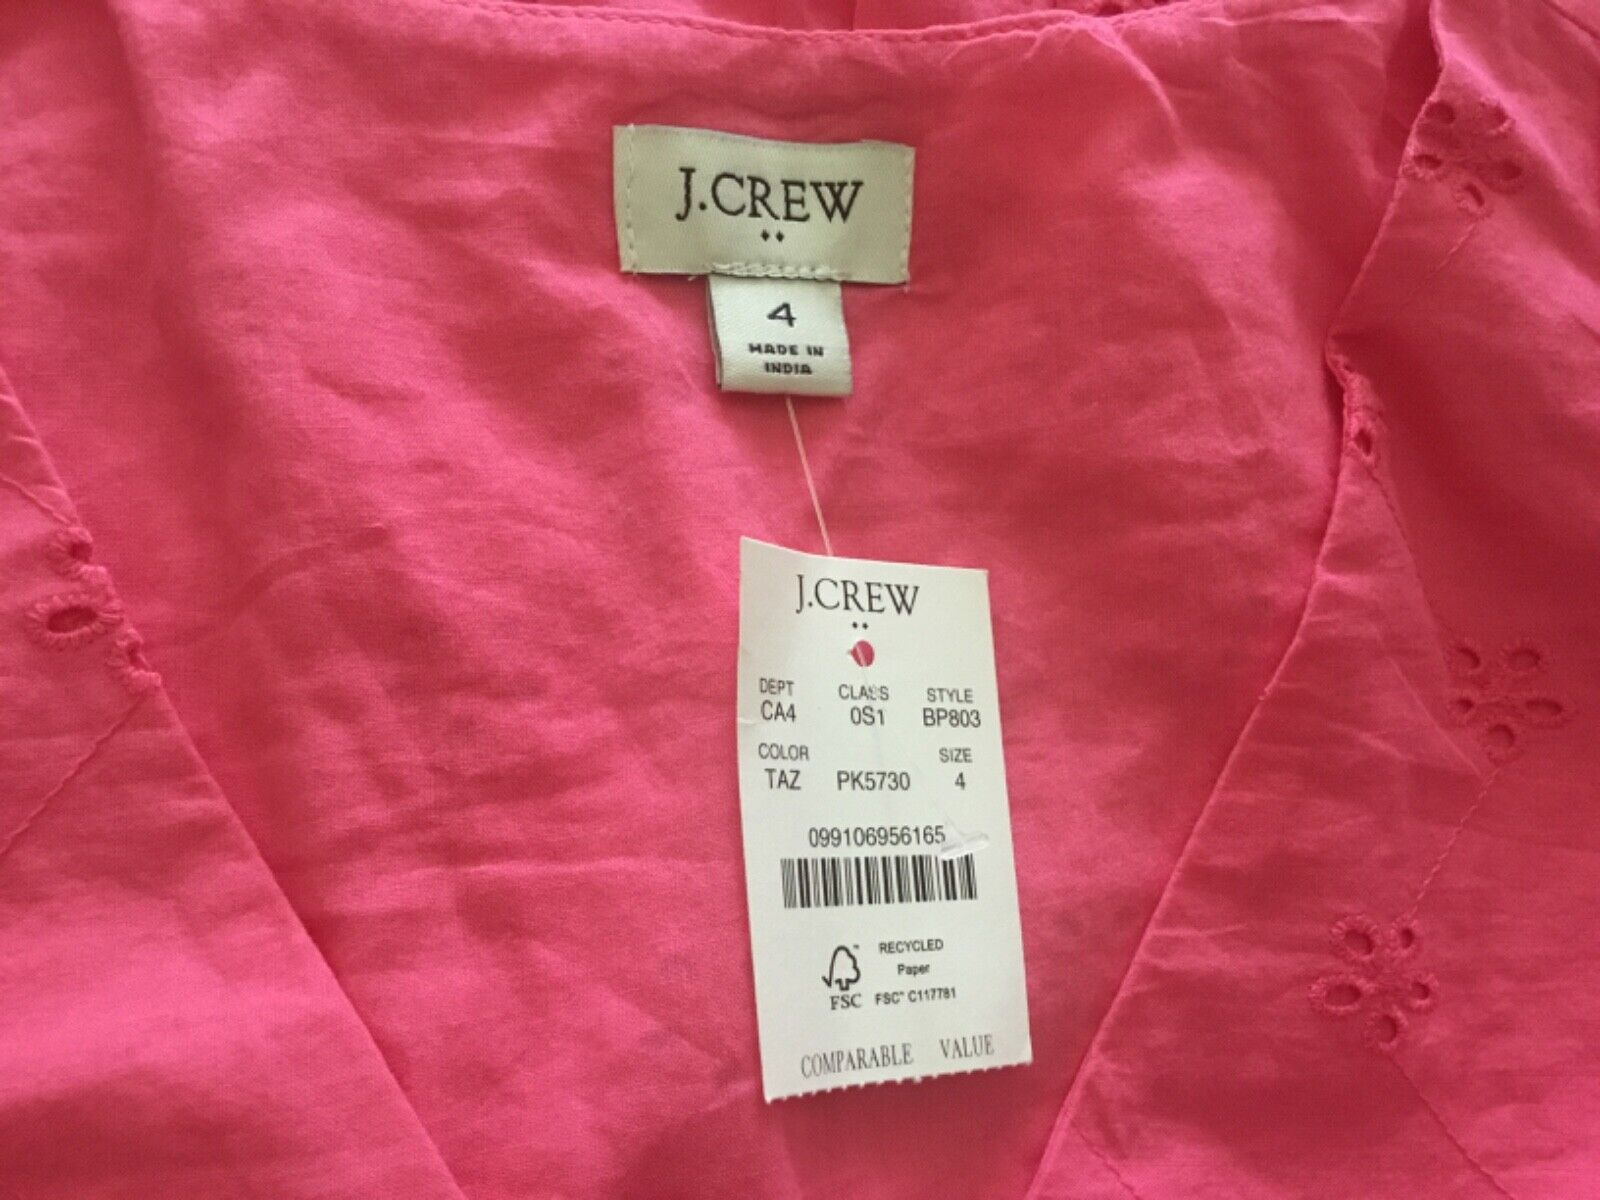 J.CREW
4
MADE IN
INDIA
J.CREW
DEPT CLASS STYLE
CA4 0S1 BP803
COLOR SIZE
TAZ PK5730 4
099106956165
RECYCLED
Paper
FSC FSC™ C117781
COMPARABLE VALUE